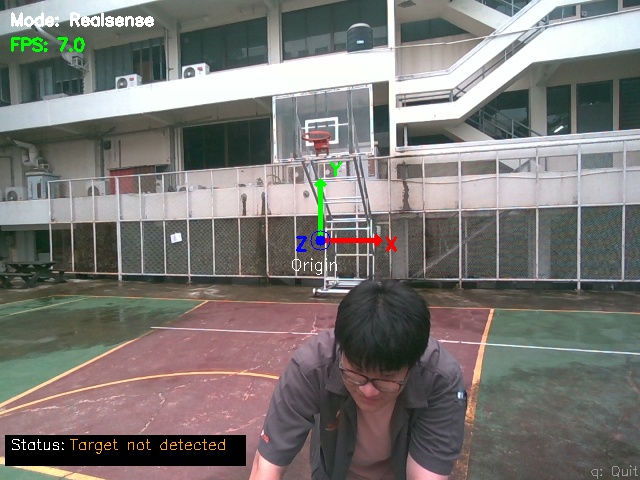 Mode: Realsense
FPS: 7.0
Y
Z X
Origin
Status: Target not detected
q: Quit